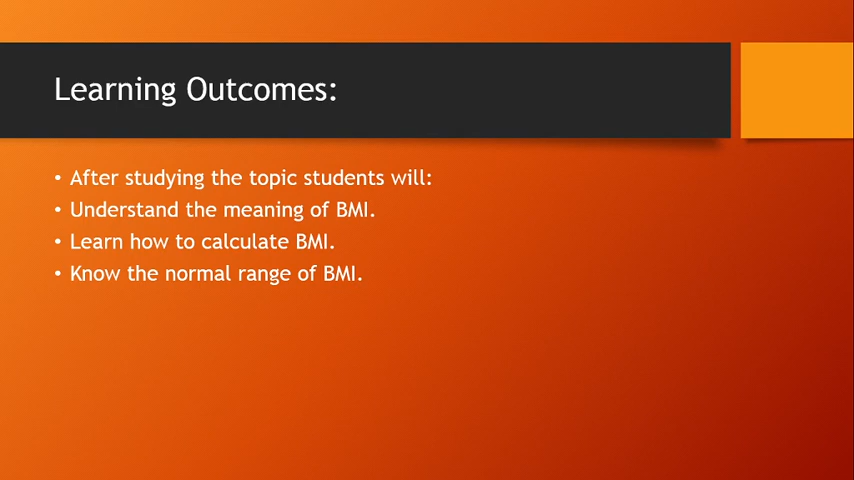 Learning Outcomes:
• After studying the topic students will:
• Understand the meaning of BMI.
• Learn how to calculate BMI.
• Know the normal range of BMI.